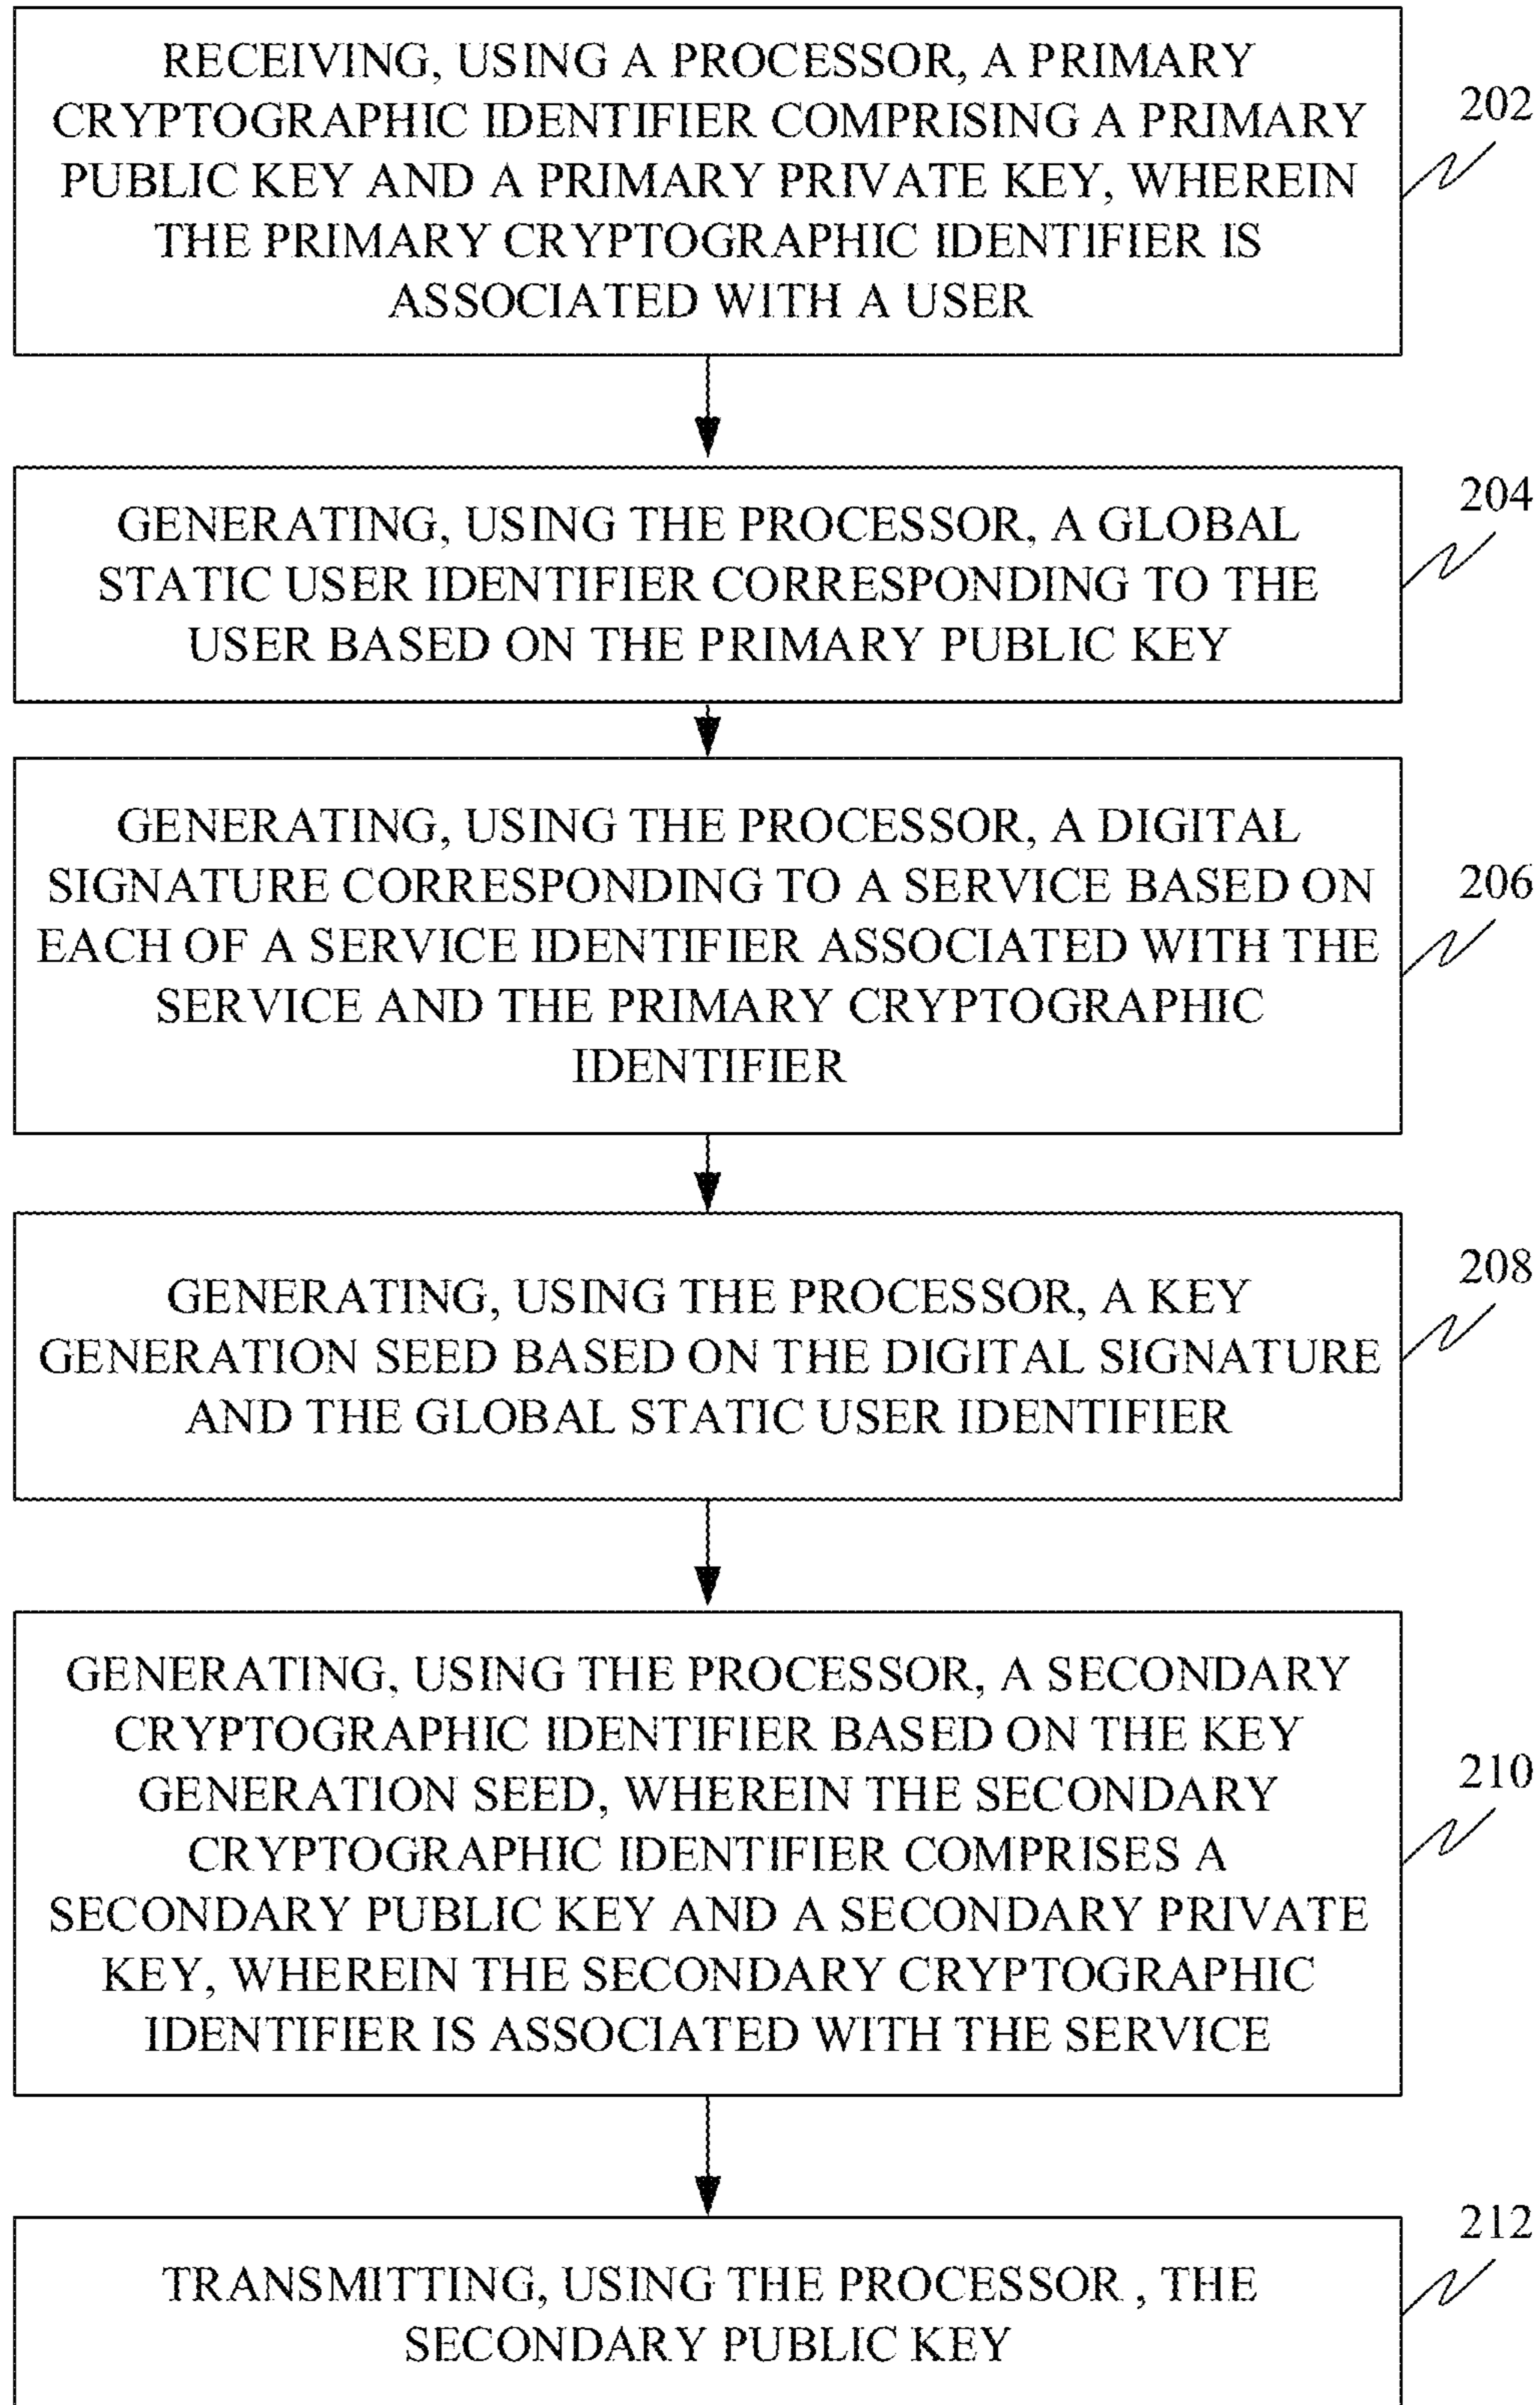 RECEIVING, USING A PROCESSOR, A PRIMARY
CRYPTOGRAPHIC IDENTIFIER COMPRISING A PRIMARY
PUBLIC KEY AND A PRIMARY PRIVATE KEY, WHEREIN
THE PRIMARY CRYPTOGRAPHIC IDENTIFIER IS
ASSOCIATED WITH A USER
202
GENERATING, USING THE PROCESSOR, A GLOBAL
STATIC USER IDENTIFIER CORRESPONDING TO THE
USER BASED ON THE PRIMARY PUBLIC KEY
204
GENERATING, USING THE PROCESSOR, A DIGITAL
SIGNATURE CORRESPONDING TO A SERVICE BASED ON
EACH OF A SERVICE IDENTIFIER ASSOCIATED WITH THE
SERVICE AND THE PRIMARY CRYPTOGRAPHIC
IDENTIFIER
206
GENERATING, USING THE PROCESSOR, A KEY
GENERATION SEED BASED ON THE DIGITAL SIGNATURE
AND THE GLOBAL STATIC USER IDENTIFIER
208
GENERATING, USING THE PROCESSOR, A SECONDARY
CRYPTOGRAPHIC IDENTIFIER BASED ON THE KEY
GENERATION SEED, WHEREIN THE SECONDARY
CRYPTOGRAPHIC IDENTIFIER COMPRISES A
SECONDARY PUBLIC KEY AND A SECONDARY PRIVATE
KEY, WHEREIN THE SECONDARY CRYPTOGRAPHIC
IDENTIFIER IS ASSOCIATED WITH THE SERVICE
210
TRANSMITTING, USING THE PROCESSOR , THE
SECONDARY PUBLIC KEY
212